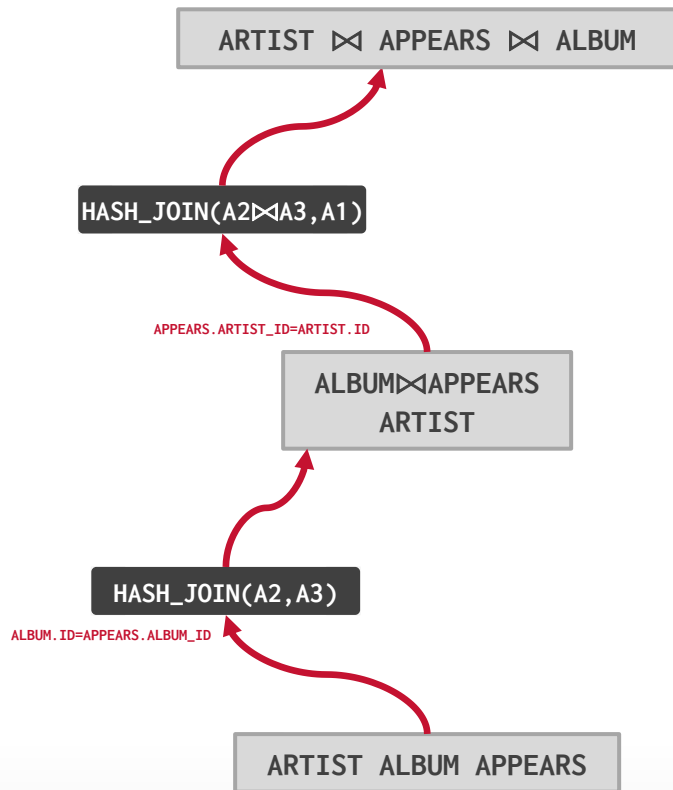 ARTIST ⋈ APPEARS ⋈ ALBUM
HASH_JOIN(A2⋈A3,A1)
APPEARS.ARTIST_ID=ARTIST.ID
ALBUM⋈APPEARS
ARTIST
HASH_JOIN(A2,A3)
ALBUM.ID=APPEARS.ALBUM_ID
ARTIST ALBUM APPEARS